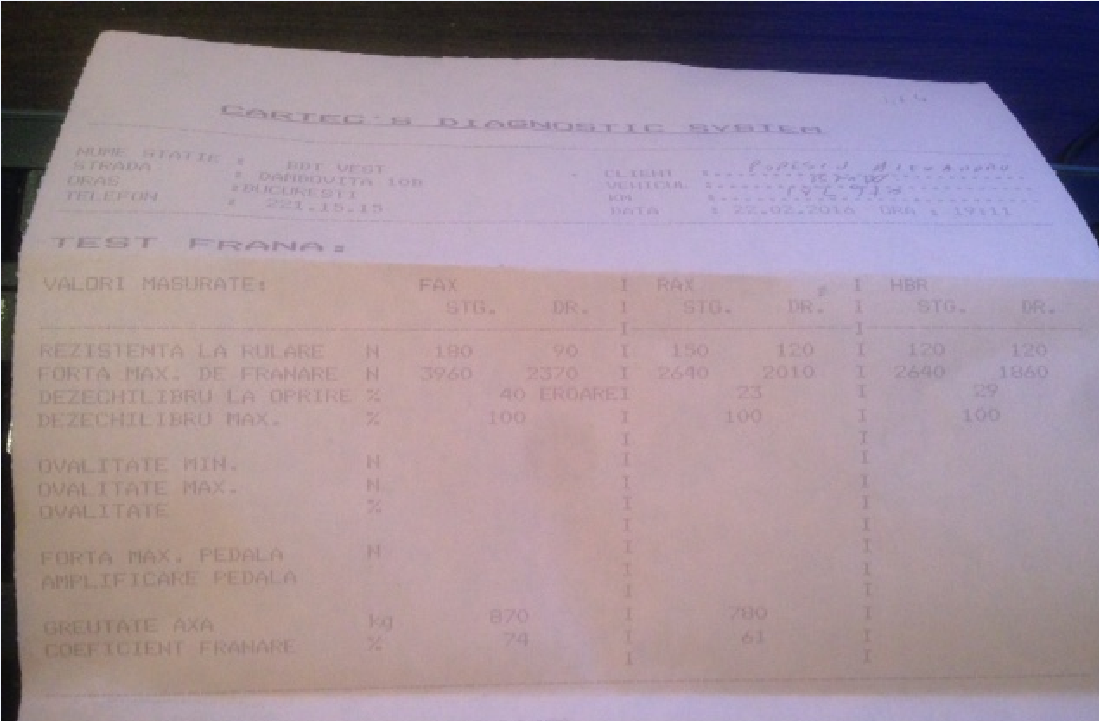 CARTEC'S DIAGNOSTIC SYSTEM
NUME STATIE : RDT VEST
STRADA : DAMBOVITA 10B
ORAS :BUCURESTI
TELEFON : 221.15.15
CLIENT :
VEHICUL :
KM :
DATA : 22.02.2016 ORA : 19:11
TEST FRANA:
VALORI MASURATE: FAX I RAX I HBR
STG. DR. I STG. DR. I STG. DR.
REZISTENTA LA RULARE N 180 90 I 150 120 I 120 120
FORTA MAX. DE FRANARE N 3960 2370 I 2640 2010 I 2640 1860
DEZECHILIBRU LA OPRIRE % 40 EROAREI 23 I 29
DEZECHILIBRU MAX. % 100 I 100 I 100
OVALITATE MIN. N
OVALITATE MAX. N
OVALITATE %
FORTA MAX. PEDALA N
AMPLIFICARE PEDALA
GREUTATE AXA kg 870 I 780 I
COEFICIENT FRANARE % 74 I 61 I